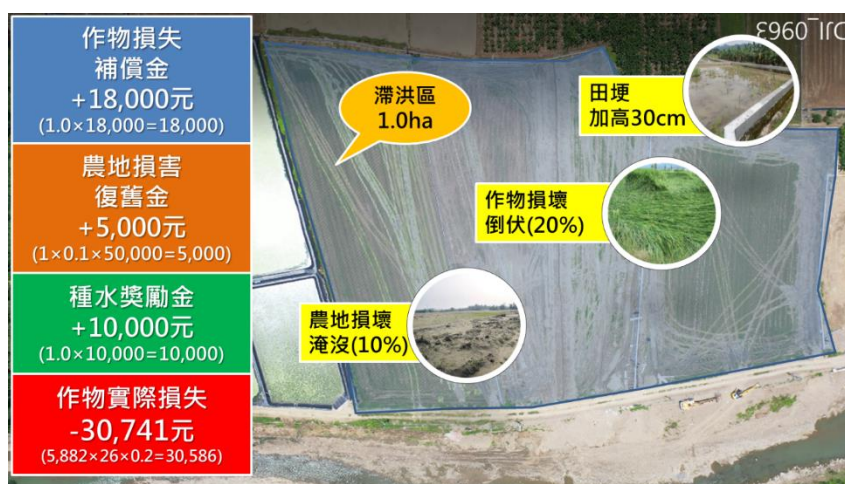 作物損失
補償金
+18,000元
(1.0×18,000=18,000)
農地損害
復舊金
+5,000元
(1×0.1×50,000=5,000)
種水獎勵金
+10,000元
(1.0×10,000=10,000)
作物實際損失
-30,741元
(5,882×26×0.2=30,586)
滯洪區
1.0ha
田埂
加高30cm
作物損壞
倒伏(20%)
農地損壞
淹沒(10%)
DJI_0963